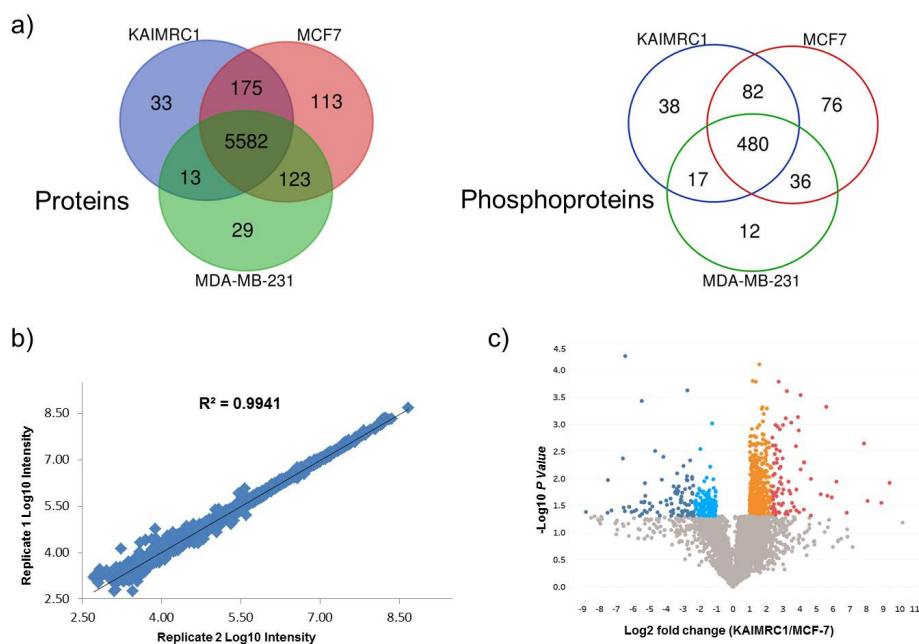 a)
KAIMRC1 MCF7
33 175 113
5582
13 123
Proteins
29
MDA-MB-231
KAIMRC1 MCF7
38 82 76
480
17 36
Phosphoproteins
12
MDA-MB-231
b)
R² = 0.9941
Replicate 1 Log10 Intensity
8.50
7.00
5.50
4.00
2.50
2.50 4.00 5.50 7.00 8.50
Replicate 2 Log10 Intensity
c)
-Log10 P Value
4.5
4.0
3.5
3.0
2.5
2.0
1.5
1.0
0.5
0.0
-9 -8 -7 -6 -5 -4 -3 -2 -1 0 1 2 3 4 5 6 7 8 9 10 11
Log2 fold change (KAIMRC1/MCF-7)